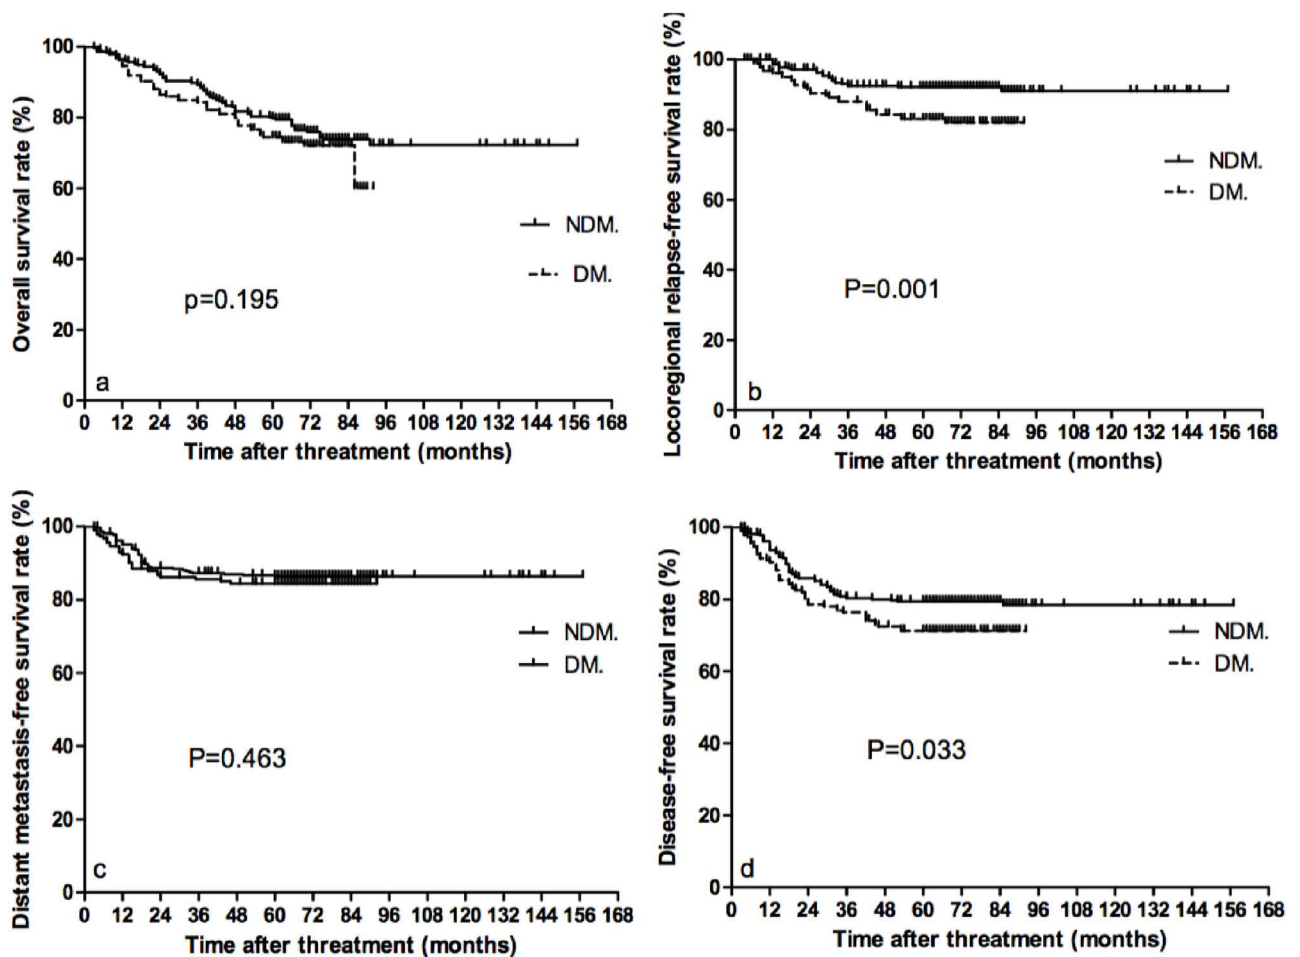 Overall survival rate (%)
100
80
60
40
20
0
0 12 24 36 48 60 72 84 96 108 120 132 144 156 168
Time after threatment (months)
NDM.
DM.
p=0.195
a
Locoregional relapse-free survival rate (%)
100
80
60
40
20
0
0 12 24 36 48 60 72 84 96 108 120 132 144 156 168
Time after threatment (months)
NDM.
DM.
P=0.001
b
Distant metastasis-free survival rate (%)
100
80
60
40
20
0
0 12 24 36 48 60 72 84 96 108 120 132 144 156 168
Time after threatment (months)
NDM.
DM.
P=0.463
c
Disease-free survival rate (%)
100
80
60
40
20
0
0 12 24 36 48 60 72 84 96 108 120 132 144 156 168
Time after threatment (months)
NDM.
DM.
P=0.033
d